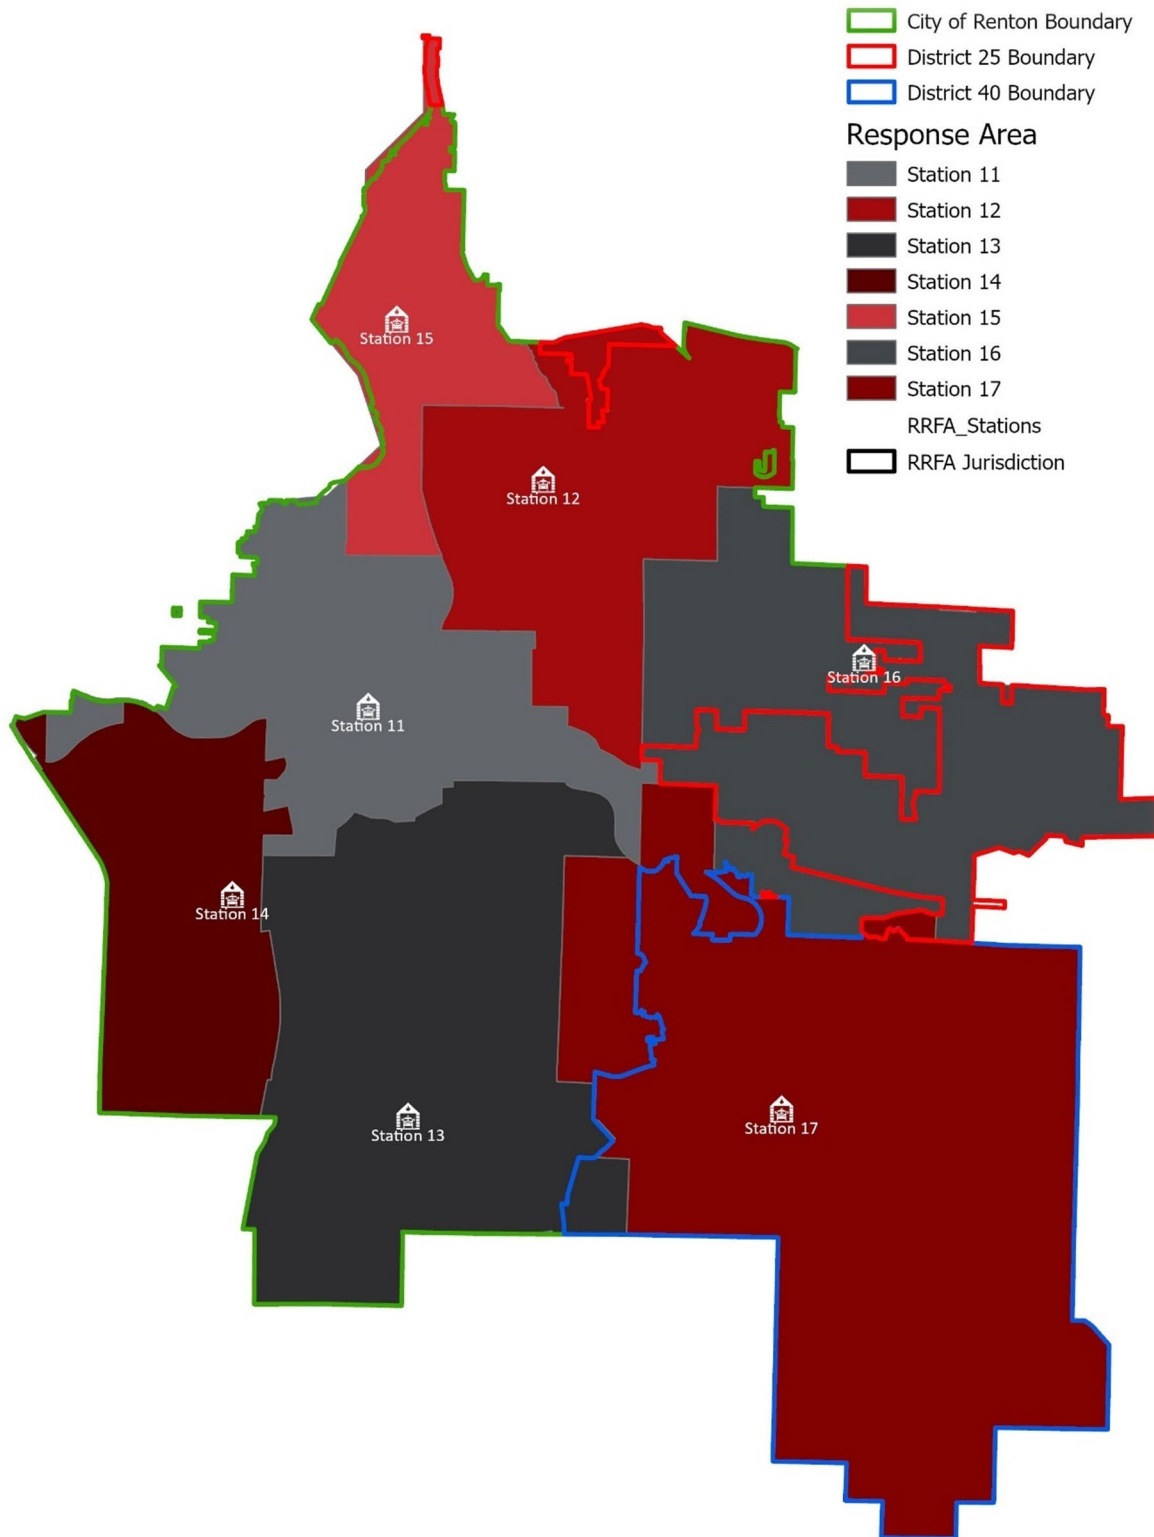 City of Renton Boundary
District 25 Boundary
District 40 Boundary
Response Area
Station 11
Station 12
Station 13
Station 14
Station 15
Station 16
Station 17
RRFA_Stations
RRFA Jurisdiction
Station 15
Station 12
Station 16
Station 11
Station 14
Station 17
Station 13